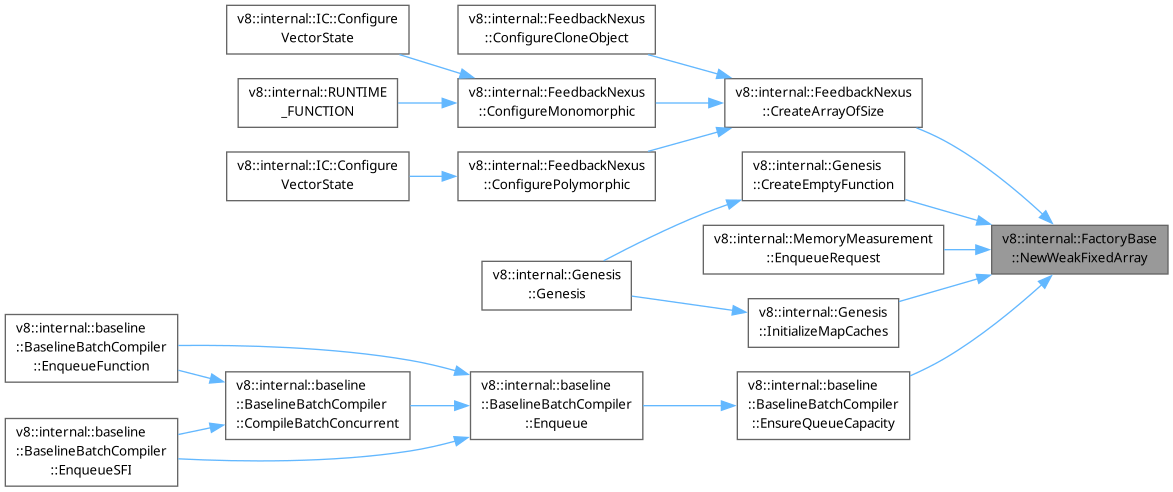 v8::internal::IC::Configure
VectorState
v8::internal::FeedbackNexus
::ConfigureCloneObject
v8::internal::RUNTIME
_FUNCTION
v8::internal::FeedbackNexus
::ConfigureMonomorphic
v8::internal::FeedbackNexus
::CreateArrayOfSize
v8::internal::IC::Configure
VectorState
v8::internal::FeedbackNexus
::ConfigurePolymorphic
v8::internal::Genesis
::CreateEmptyFunction
v8::internal::MemoryMeasurement
::EnqueueRequest
v8::internal::FactoryBase
::NewWeakFixedArray
v8::internal::Genesis
::Genesis
v8::internal::Genesis
::InitializeMapCaches
v8::internal::baseline
::BaselineBatchCompiler
::EnqueueFunction
v8::internal::baseline
::BaselineBatchCompiler
::CompileBatchConcurrent
v8::internal::baseline
::BaselineBatchCompiler
::Enqueue
v8::internal::baseline
::BaselineBatchCompiler
::EnsureQueueCapacity
v8::internal::baseline
::BaselineBatchCompiler
::EnqueueSFI